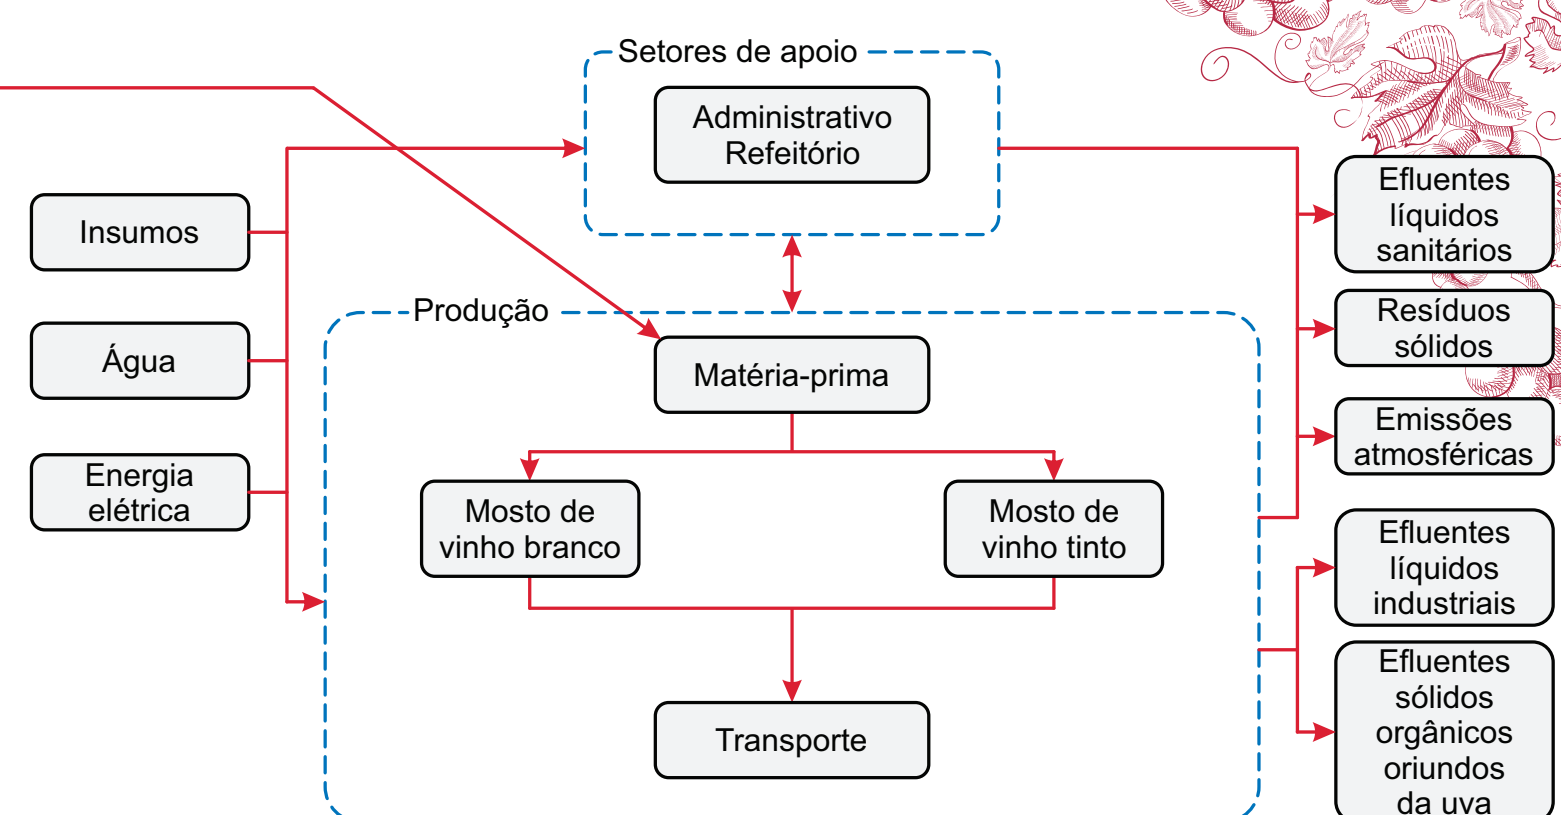 Setores de apoio
Administrativo
Refeitório
Insumos
Água
Energia
elétrica
Produção
Matéria-prima
Mosto de
vinho branco
Mosto de
vinho tinto
Transporte
Efluentes
líquidos
sanitários
Resíduos
sólidos
Emissões
atmosféricas
Efluentes
líquidos
industriais
Efluentes
sólidos
orgânicos
oriundos
da uva